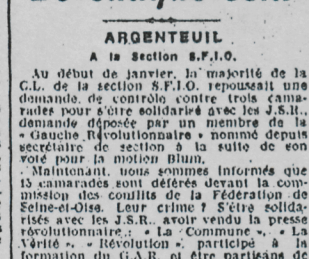 ARGENTEUIL
A la Section S.F.I.O.
Au début de janvier, la majorité de la
C.L. de la section S.F.I.O. repoussait une
demande de contrôle contre trois cama-
rades pour s'être solidarisé avec les J.S.R.,
demande déposée par un membre de la
« Gauche Révolutionnaire » nommé depuis
secrétaire de section à la suite de son
vote pour la motion Blum.
Maintenant, nous sommes informés que
15 camarades sont déférés devant la com-
mission des conflits de la Fédération de
Seine-et-Oise. Leur crime ? S'être solida-
risés avec les J.S.R., avoir vendu la presse
révolutionnaire : « La Commune », « La
Vérité », « Révolution », participé à la
formation du G.A.R. et être partisans de